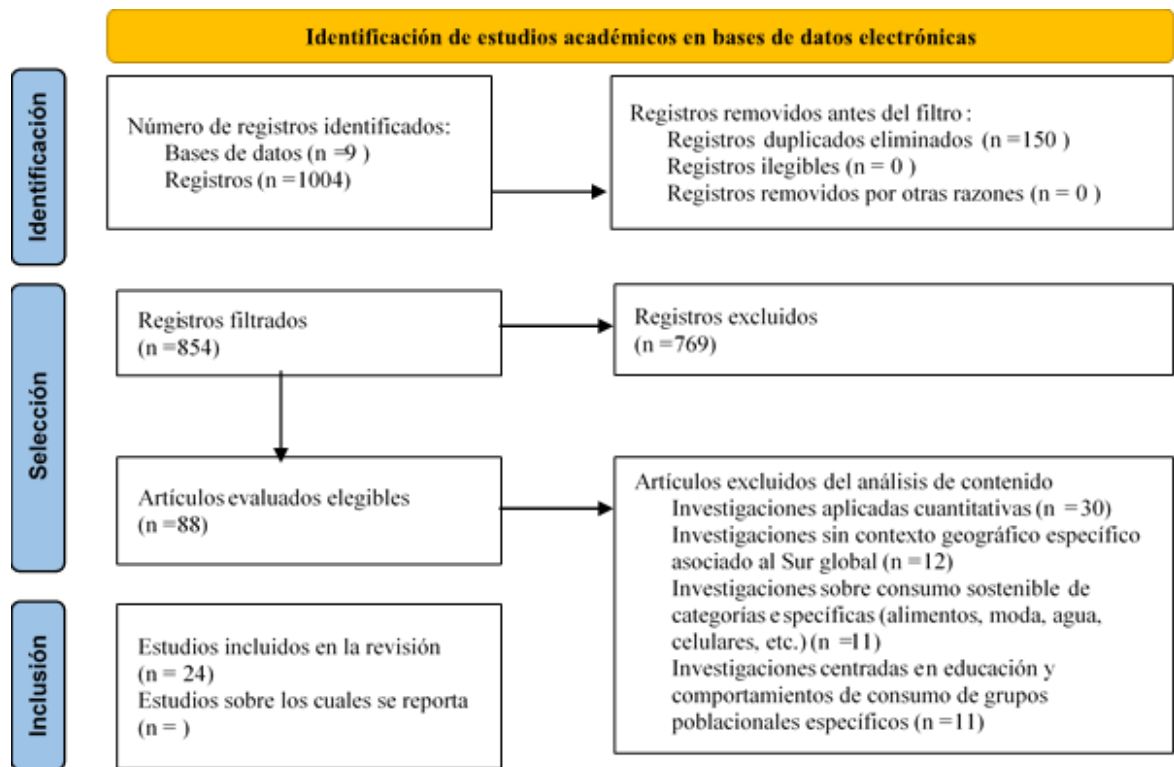 Identificación de estudios académicos en bases de datos electrónicas
Identificación
Número de registros identificados:
Bases de datos (n =9 )
Registros (n =1004)
Registros removidos antes del filtro :
Registros duplicados eliminados (n =150 )
Registros ilegibles (n = 0 )
Registros removidos por otras razones (n = 0 )
Selección
Registros filtrados
(n =854)
Registros excluidos
(n =769)
Artículos evaluados elegibles
(n =88)
Artículos excluidos del análisis de contenido
Investigaciones aplicadas cuantitativas (n =30)
Investigaciones sin contexto geográfico específico
asociado al Sur global (n =12)
Investigaciones sobre consumo sostenible de
categorías específicas (alimentos, moda, agua,
celulares, etc.) (n =11)
Investigaciones centradas en educación y
comportamientos de consumo de grupos
poblacionales específicos (n =11)
Inclusión
Estudios incluidos en la revisión
(n = 24)
Estudios sobre los cuales se reporta
(n = )